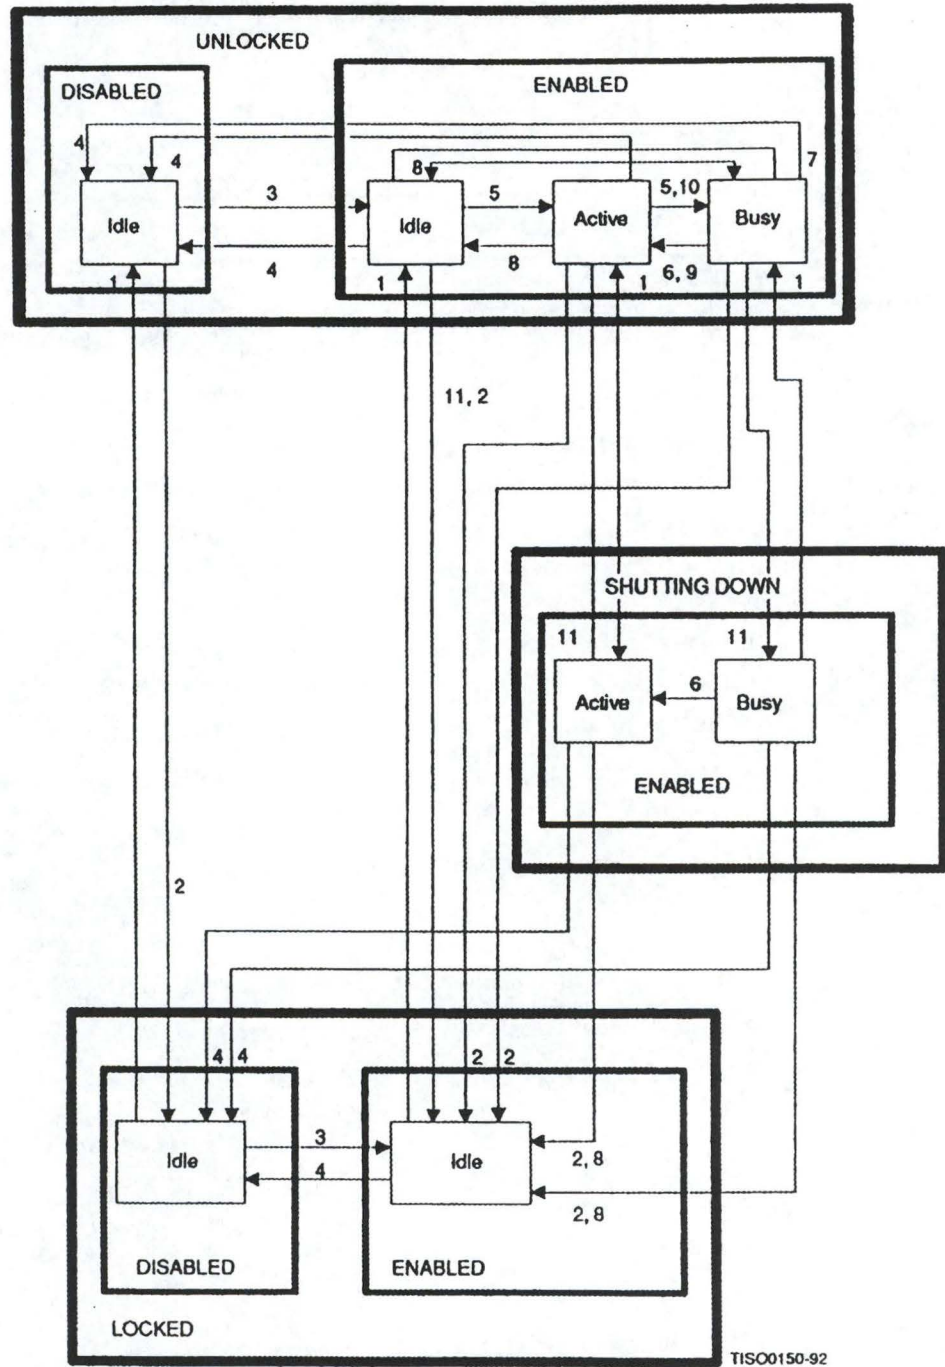 UNLOCKED
DISABLED
ENABLED
4
4
8
7
3
5
5, 10
Idle
Idle
Active
Busy
4
8
6, 9
1
1
1
1
11, 2
SHUTTING DOWN
11
11
Active
6
Busy
ENABLED
2
4
4
2
2
Idle
3
4
Idle
2, 8
2, 8
DISABLED
ENABLED
LOCKED
TISO0150-92